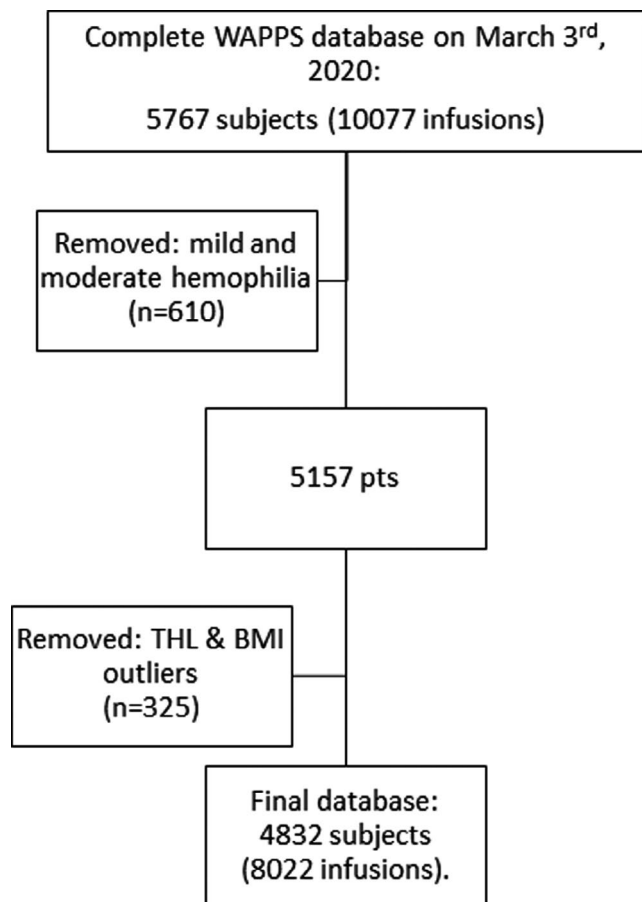 Complete WAPPS database on March 3rd,
2020:
5767 subjects (10077 infusions)
Removed: mild and
moderate hemophilia
(n=610)
5157 pts
Removed: THL & BMI
outliers
(n=325)
Final database:
4832 subjects
(8022 infusions).